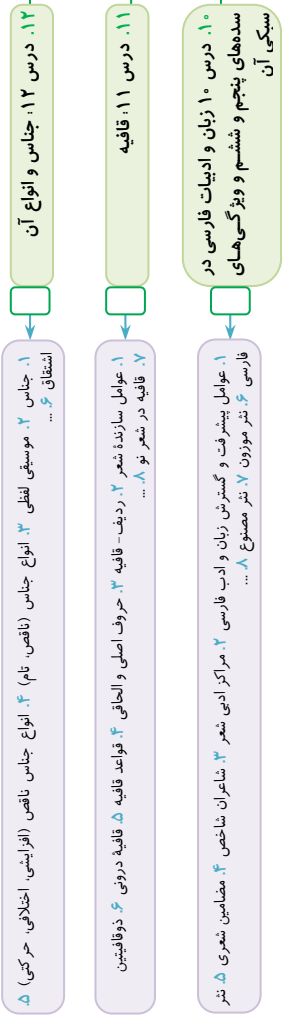 ۱۲. درس ۱۲: جناس و انواع آن
۱. جناس ۲. موسیقی لفظی ۳. انواع جناس (ناقص، تام) ۴. انواع جناس ناقص (افزایشی، اختلافی، حرکتی) ۵.
اشتقاق ۶. ...
۱۱. درس ۱۱: قافیه
۱. عوامل سازندهٔ شعر ۲. ردیف - قافیه ۳. حروف اصلی و الحاقی ۴. قواعد قافیه ۵. قافیهٔ درونی ۶. ذوقافیتین
۷. قافیه در شعر نو ۸. ...
۱۰. درس ۱۰ زبان و ادبیات فارسی در
سده‌های پنجم و ششم و ویژگی‌های
سبکی آن
۱. عوامل پیشرفت و گسترش زبان و ادب فارسی ۲. مراکز ادبی شعر ۳. شاعران شاخص ۴. مضامین شعری ۵. نثر
فارسی ۶. نثر موزون ۷. نثر مصنوع ۸. ...